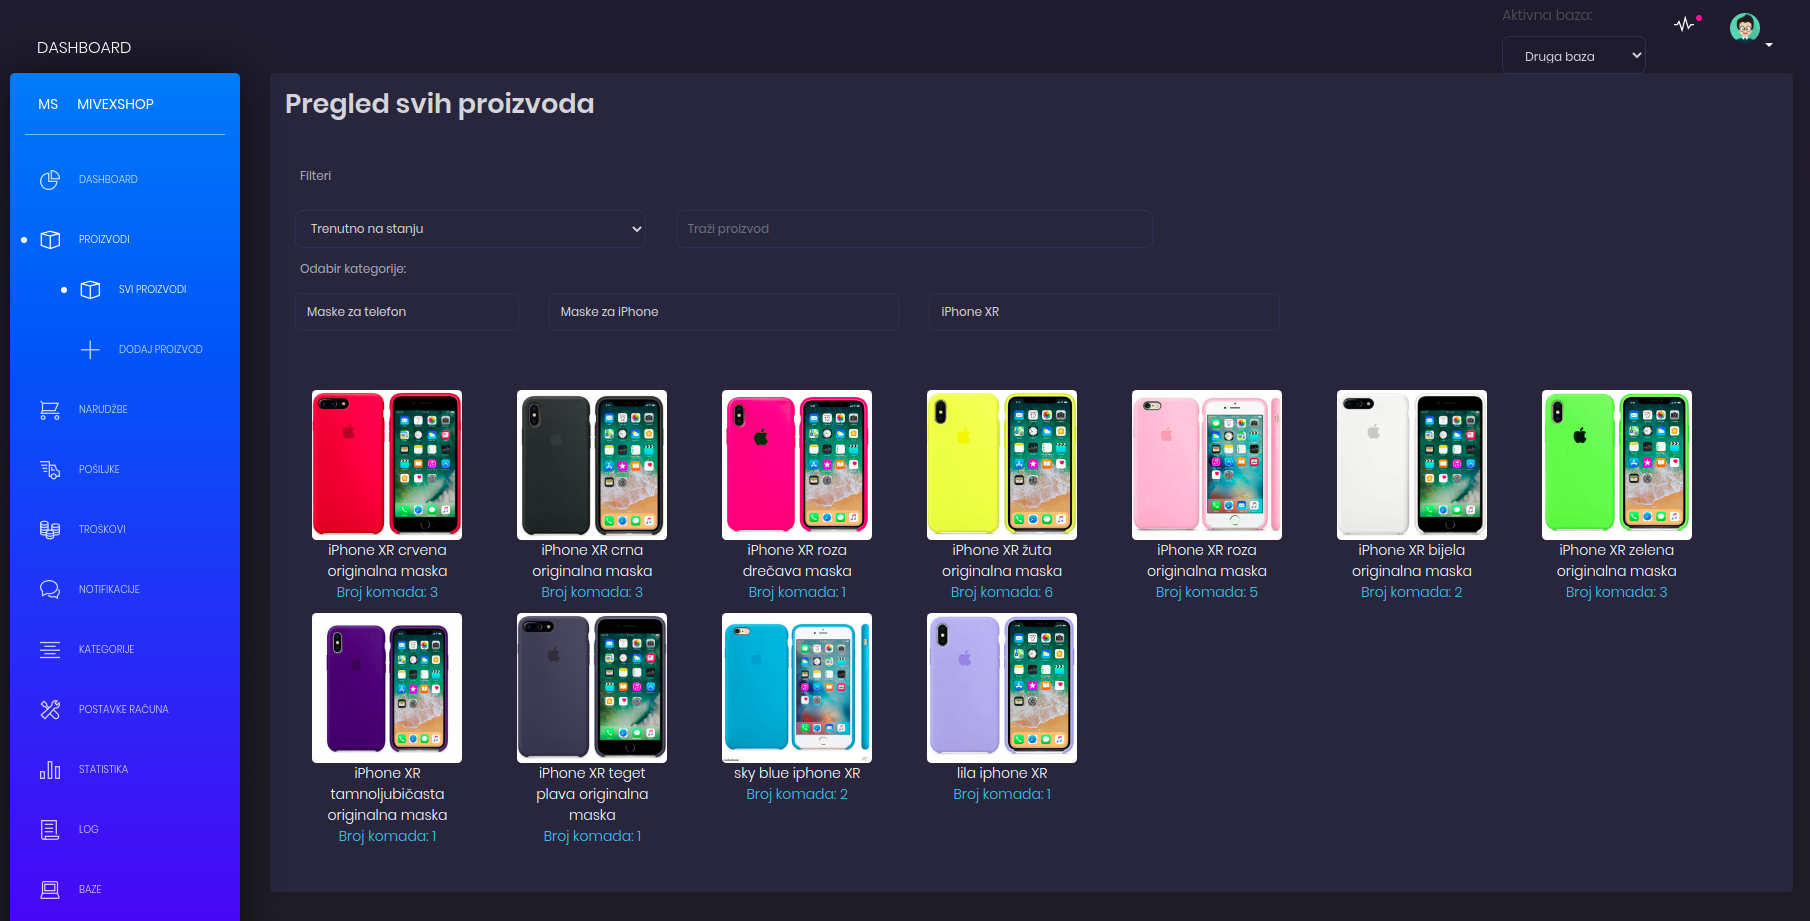 DASHBOARD
Aktivna baza:
Druga baza
MS MIVEXSHOP
DASHBOARD
PROIZVODI
SVI PROIZVODI
DODAJ PROIZVOD
NARUDŽBE
POŠILJKE
TROŠKOVI
NOTIFIKACIJE
KATEGORIJE
POSTAVKE RAČUNA
STATISTIKA
LOG
BAZE
Pregled svih proizvoda
Filteri
Trenutno na stanju
Traži proizvod
Odabir kategorije:
Maske za telefon
Maske za iPhone
iPhone XR
iPhone XR crvena
originalna maska
Broj komada: 3
iPhone XR crna
originalna maska
Broj komada: 3
iPhone XR roza
drečava maska
Broj komada: 1
iPhone XR žuta
originalna maska
Broj komada: 6
iPhone XR roza
originalna maska
Broj komada: 5
iPhone XR bijela
originalna maska
Broj komada: 2
iPhone XR zelena
originalna maska
Broj komada: 3
iPhone XR
tamnoljubičasta
originalna maska
Broj komada: 1
iPhone XR teget
plava originalna
maska
Broj komada: 1
sky blue iphone XR
Broj komada: 2
lila iphone XR
Broj komada: 1